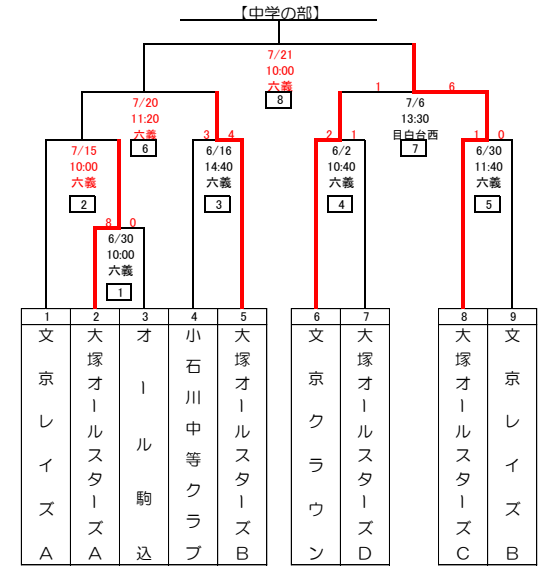 【中学の部】
7/21
10:00
六義
8
1 6
7/20
11:20
六義
6
7/6
13:30
目白台西
7
3 4
2 1
1 0
7/15
10:00
六義
2
6/16
14:40
六義
3
6/2
10:40
六義
4
6/30
11:40
六義
5
8 0
6/30
10:00
六義
1
1 2 3 4 5 6 7 8 9
文京レイズA
大塚オールスターズA
オール駒込
小石川中等クラブ
大塚オールスターズB
文京クラウン
大塚オールスターズD
大塚オールスターズC
文京レイズB